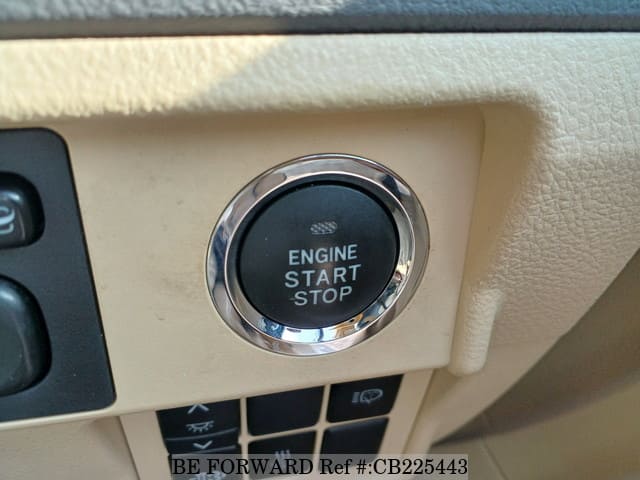 ENGINE
START
STOP
BE FORWARD Ref #:CB225443